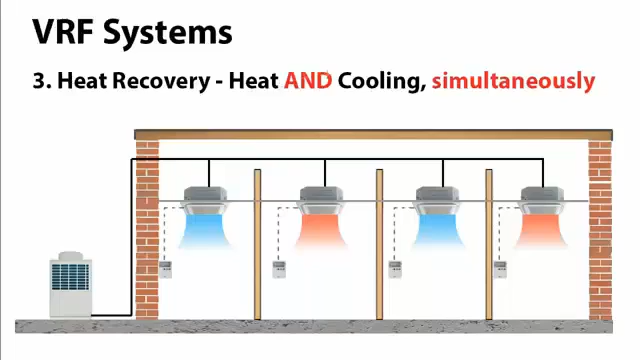 VRF Systems
3. Heat Recovery - Heat AND Cooling, simultaneously